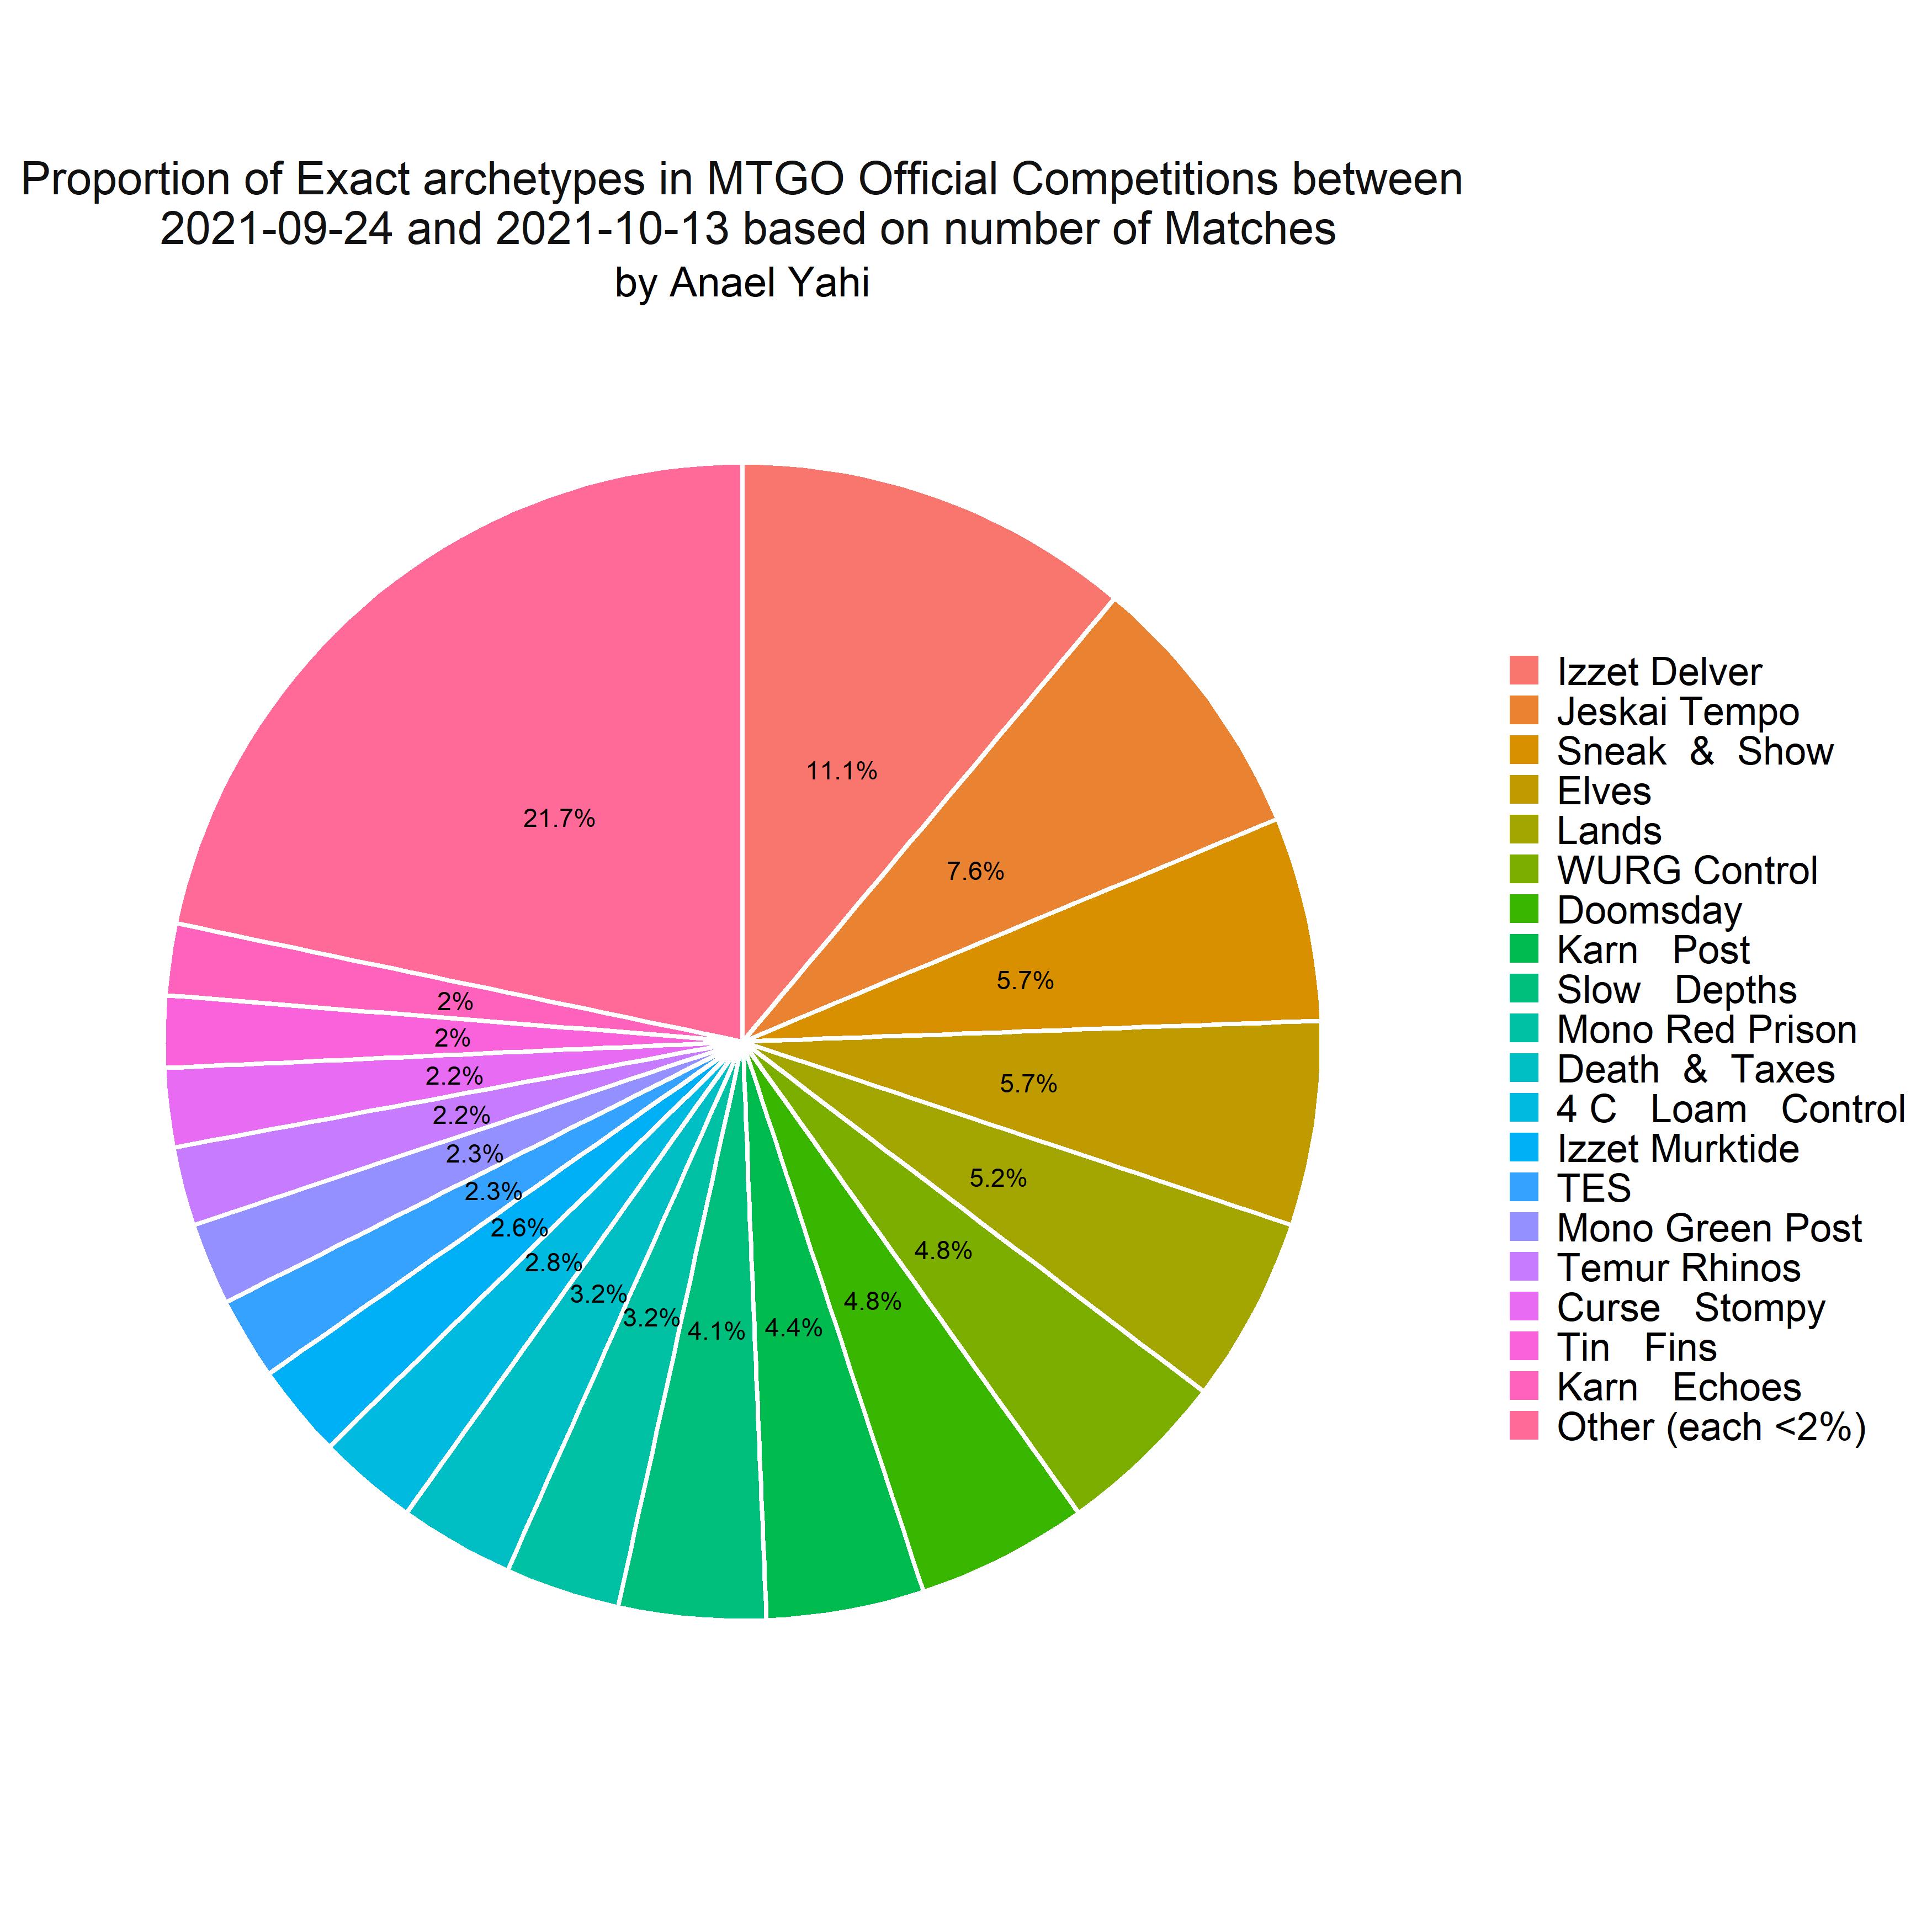 Proportion of Exact archetypes in MTGO Official Competitions between
2021-09-24 and 2021-10-13 based on number of Matches
by Anael Yahi
11.1%
7.6%
5.7%
5.7%
5.2%
4.8%
4.8%
4.4%
4.1%
3.2%
3.2%
2.8%
2.6%
2.3%
2.3%
2.2%
2.2%
2%
2%
21.7%
Izzet Delver
Jeskai Tempo
Sneak & Show
Elves
Lands
WURG Control
Doomsday
Karn Post
Slow Depths
Mono Red Prison
Death & Taxes
4 C Loam Control
Izzet Murktide
TES
Mono Green Post
Temur Rhinos
Curse Stompy
Tin Fins
Karn Echoes
Other (each <2%)